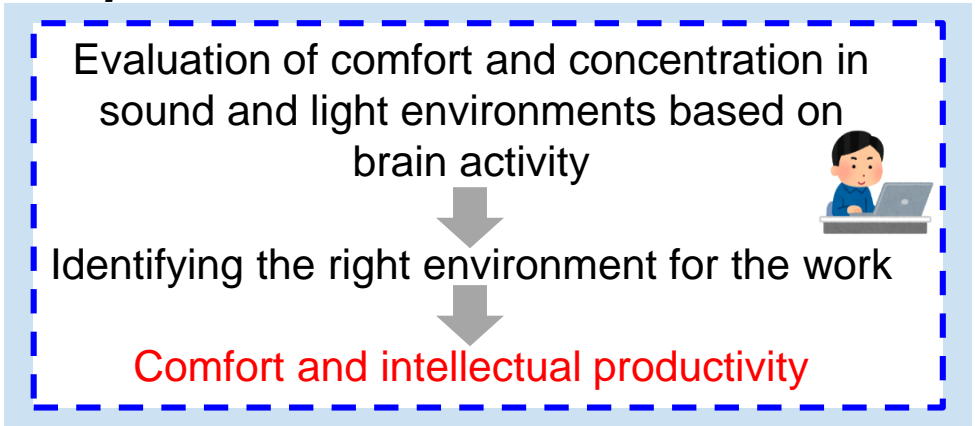 Evaluation of comfort and concentration in
sound and light environments based on
brain activity
Identifying the right environment for the work
Comfort and intellectual productivity